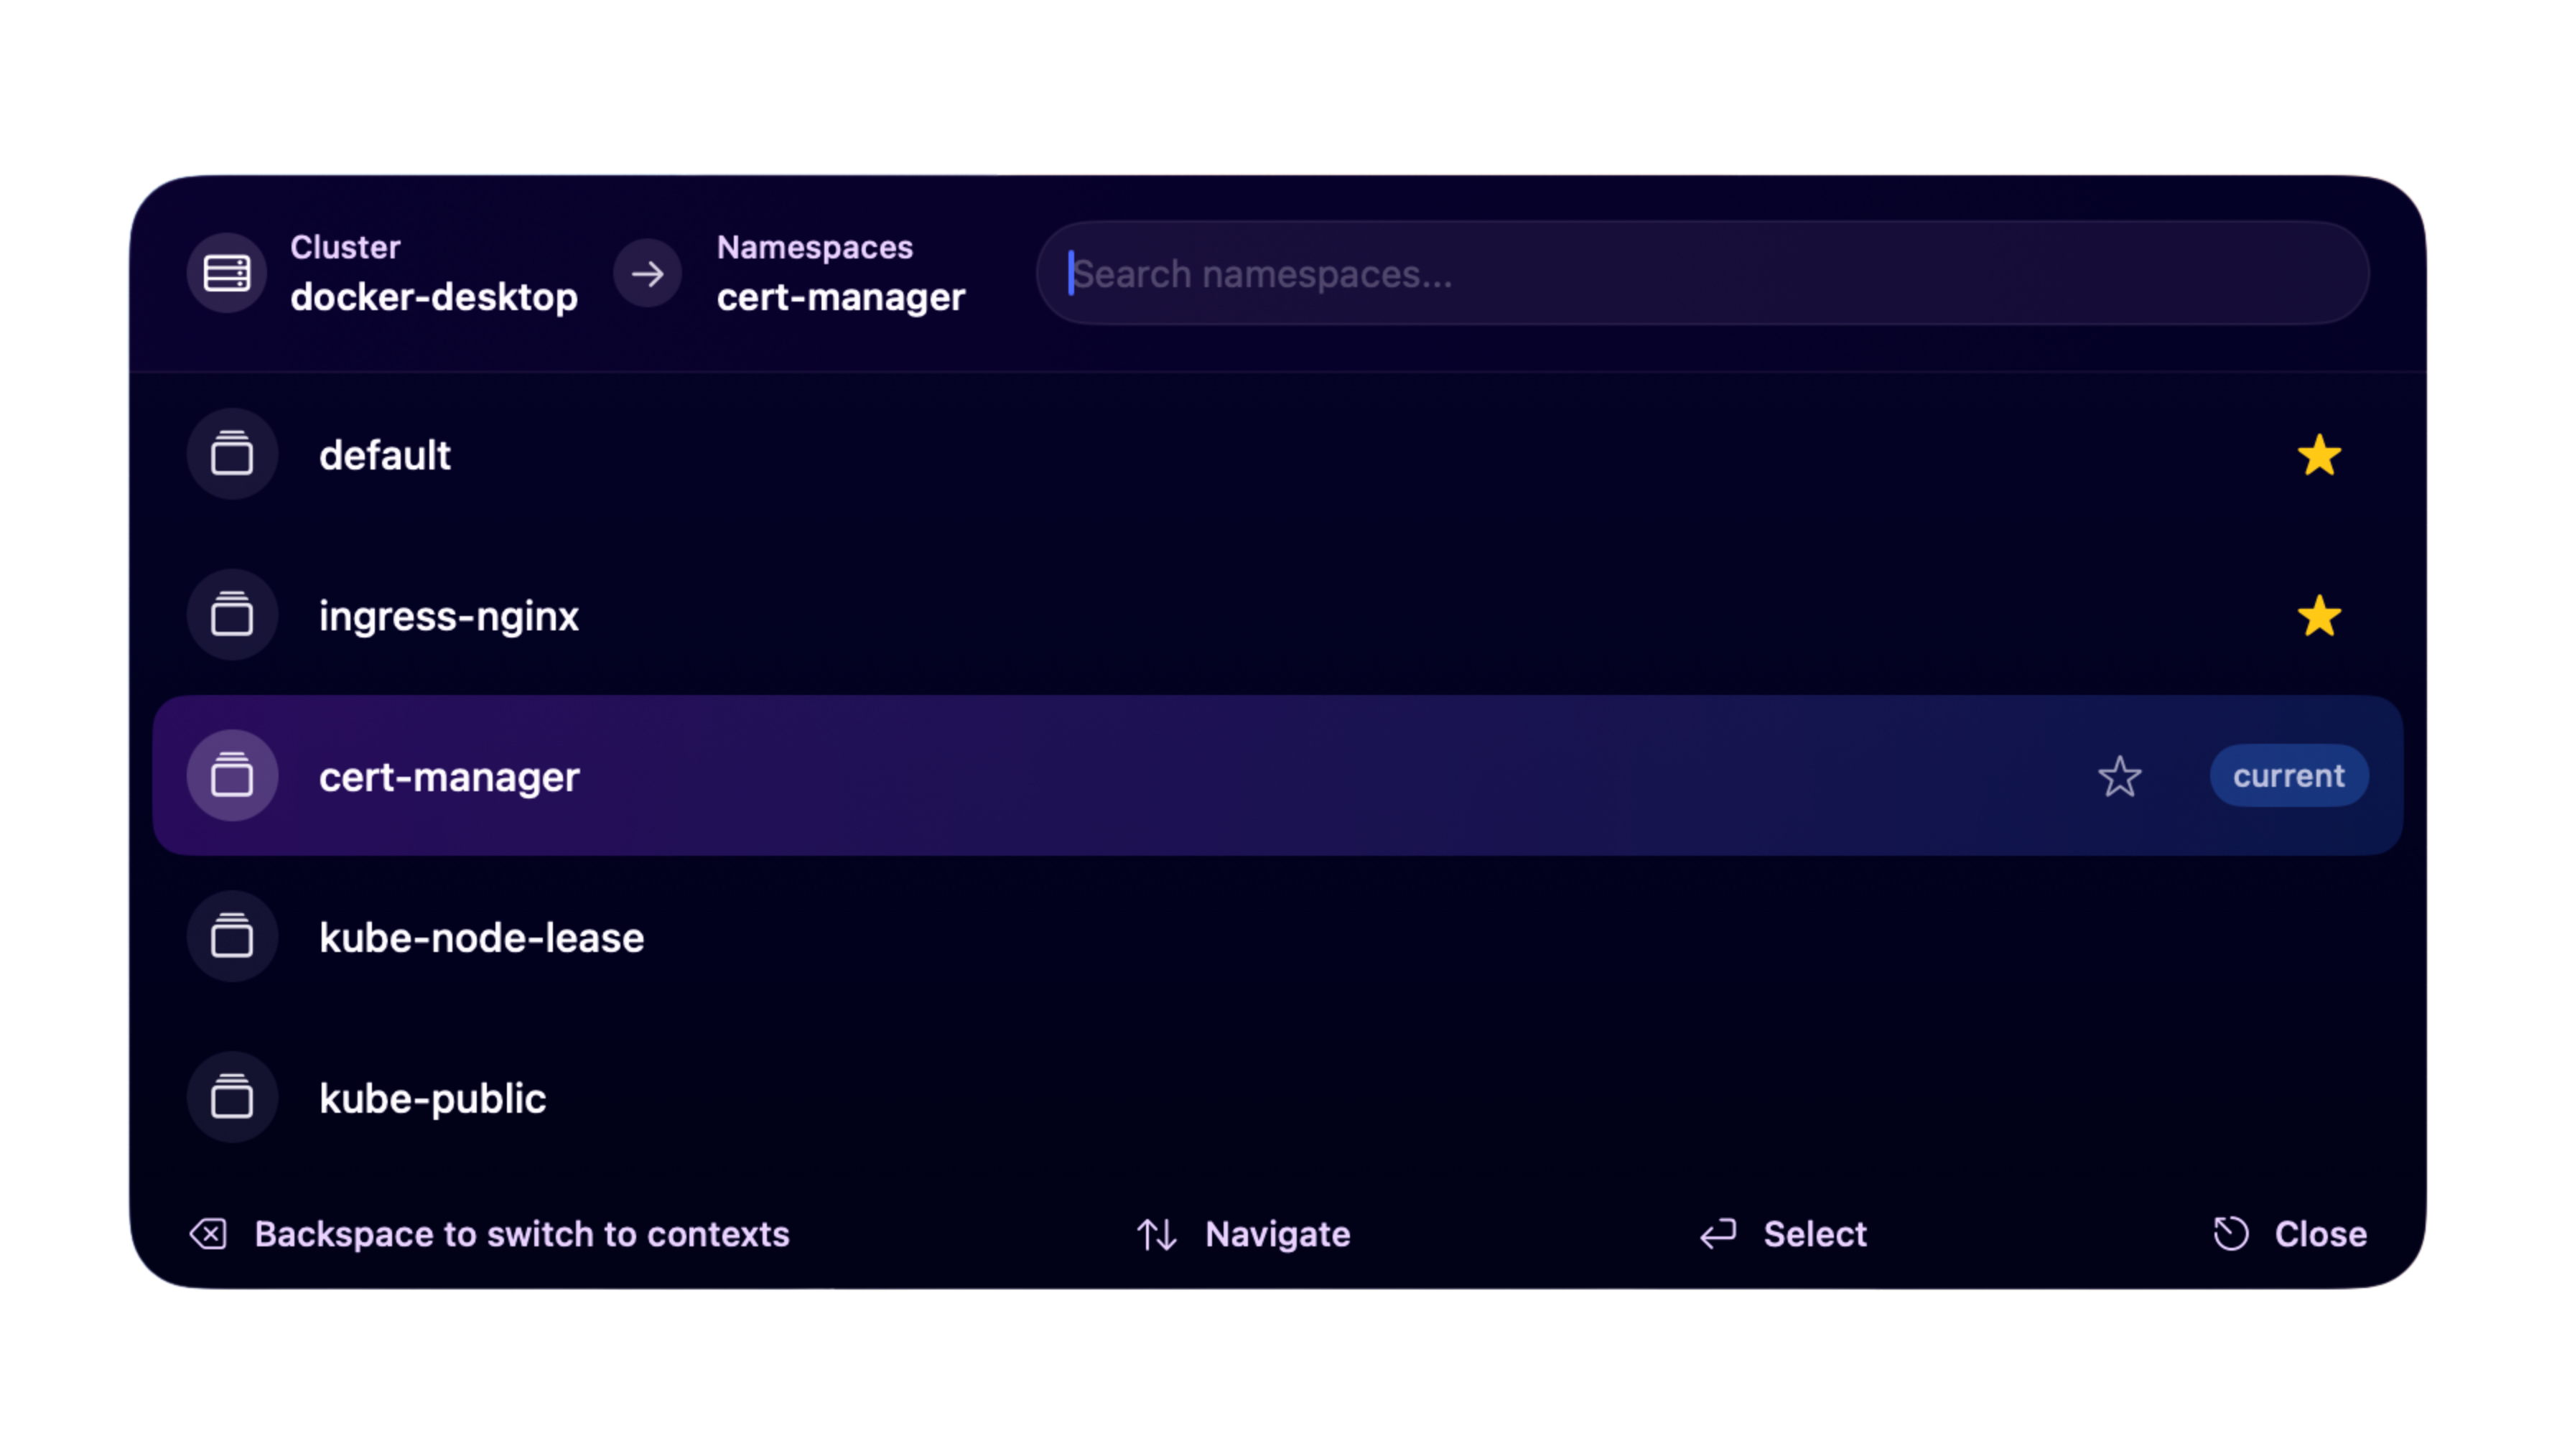 Cluster
docker-desktop
Namespaces
cert-manager
Search namespaces...
default
ingress-nginx
cert-manager
current
kube-node-lease
kube-public
Backspace to switch to contexts
Navigate
Select
Close